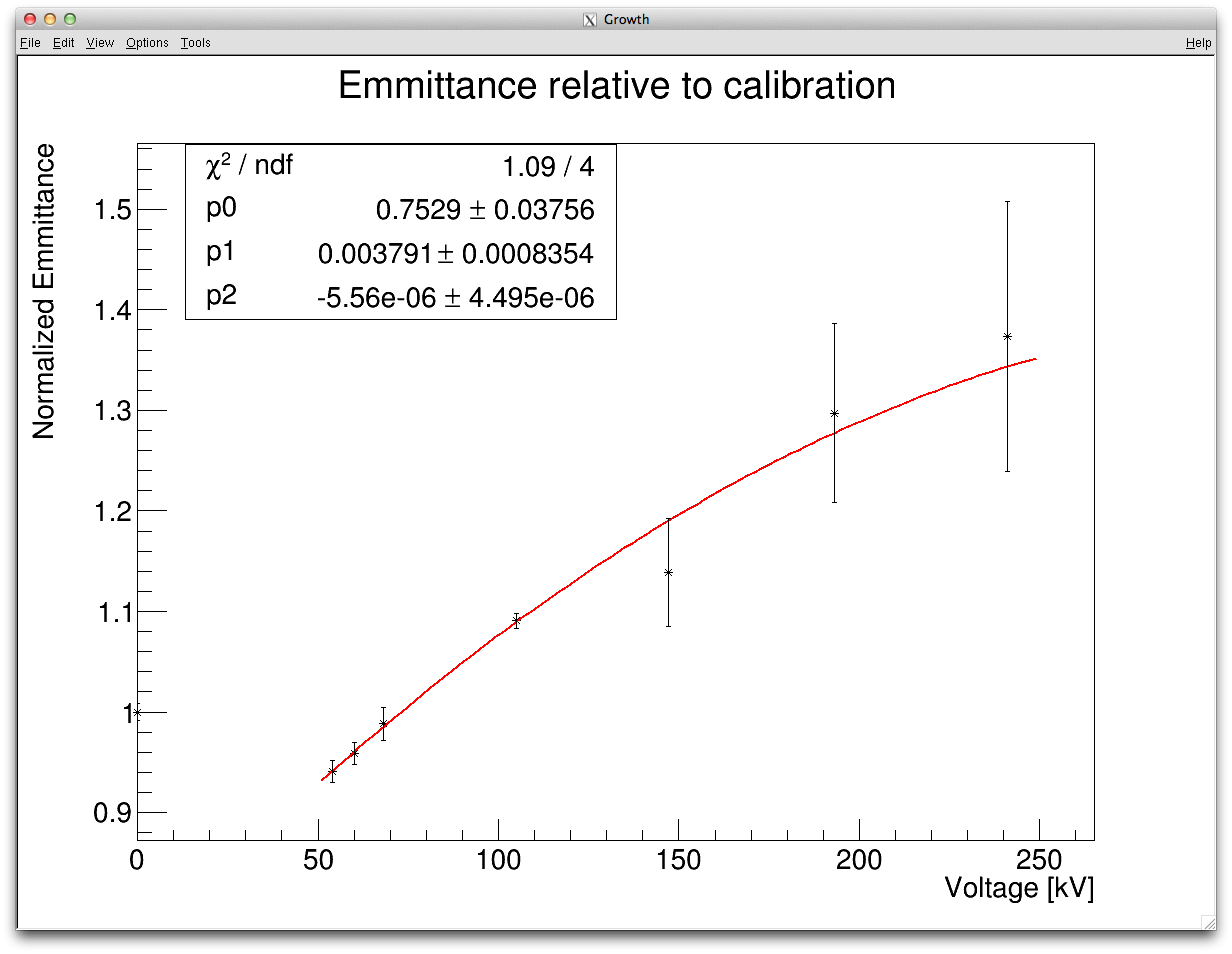 X Growth
File Edit View Options Tools Help
Emmittance relative to calibration
Normalized Emmittance
χ² / ndf 1.09 / 4
p0 0.7529 ± 0.03756
p1 0.003791 ± 0.0008354
p2 -5.56e-06 ± 4.495e-06
1.5
1.4
1.3
1.2
1.1
1
0.9
0 50 100 150 200 250
Voltage [kV]